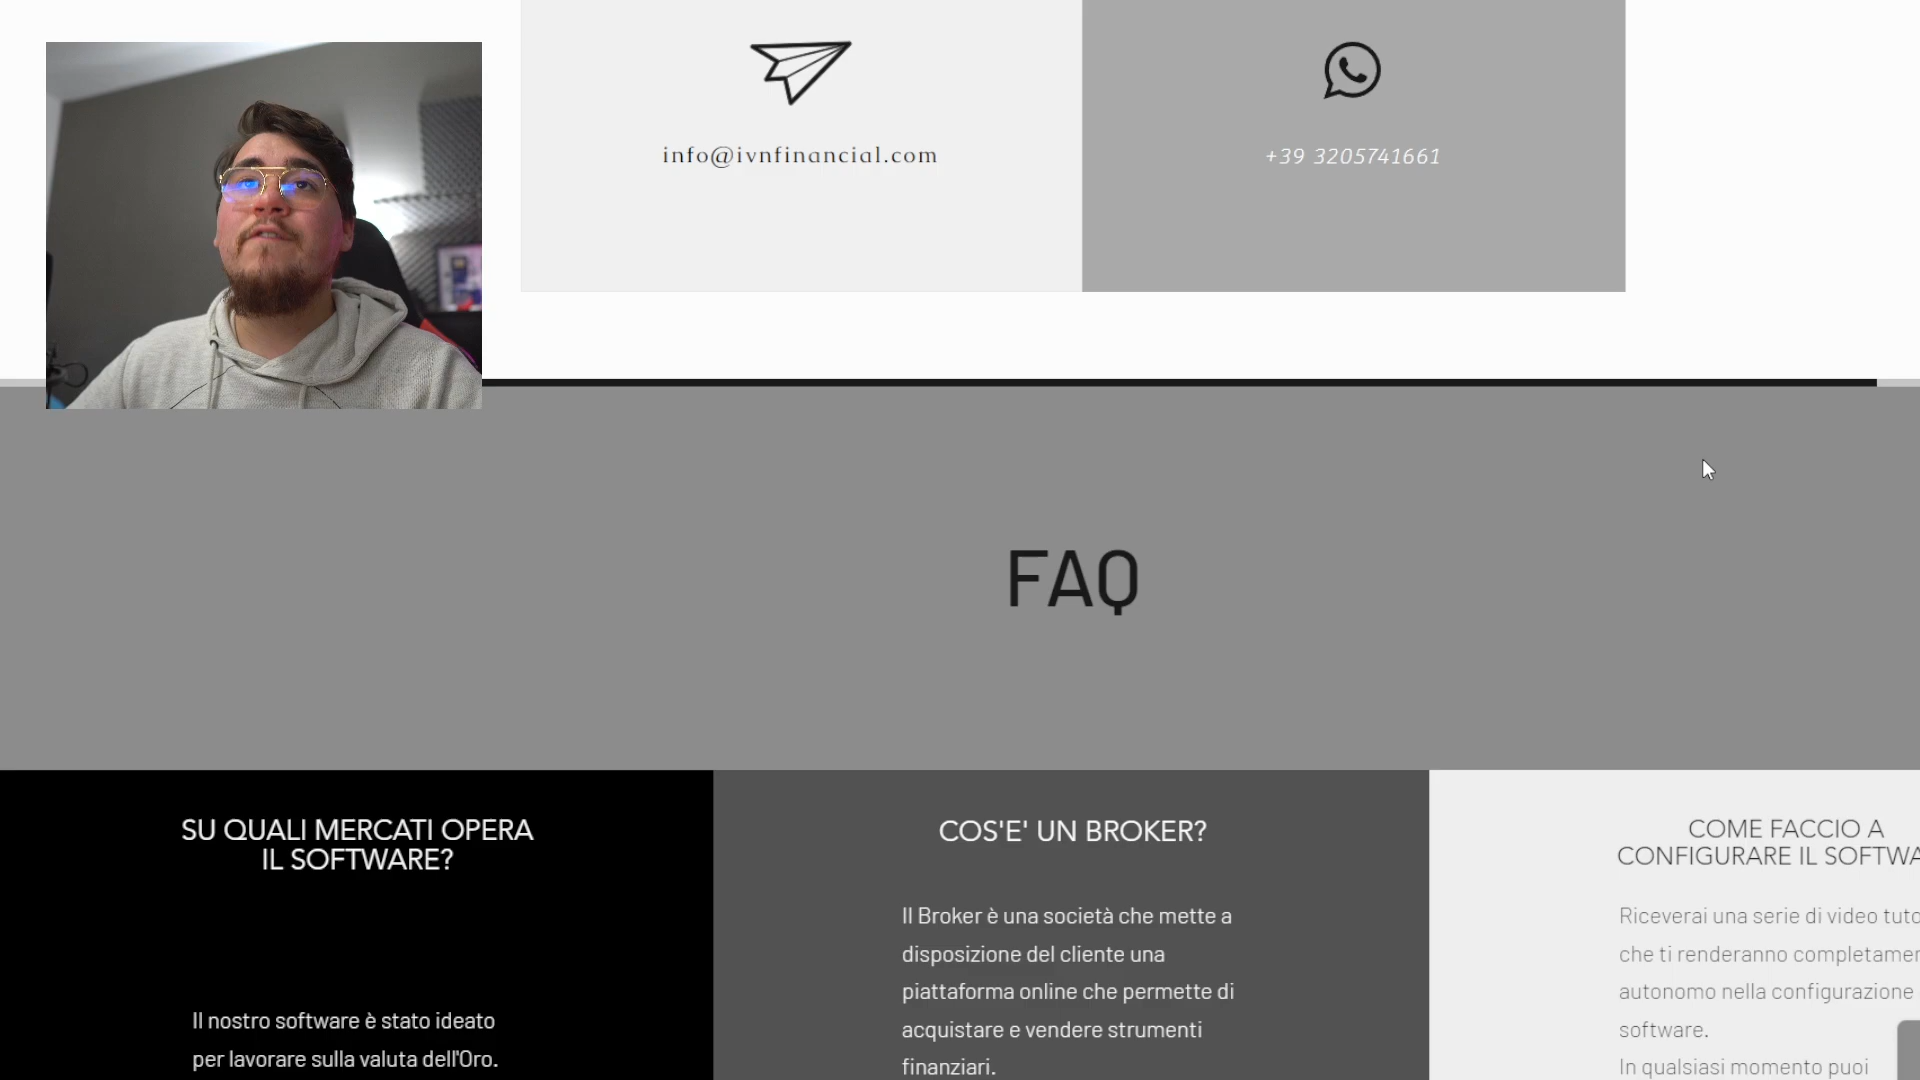 info@ivnfinancial.com
+39 3205741661
FAQ
SU QUALI MERCATI OPERA
IL SOFTWARE?
Il nostro software è stato ideato
per lavorare sulla valuta dell'Oro.
COS'E' UN BROKER?
Il Broker è una società che mette a
disposizione del cliente una
piattaforma online che permette di
acquistare e vendere strumenti
finanziari.
COME FACCIO A
CONFIGURARE IL
Riceverai una serie di video
che ti renderanno
autonomo nella configurazione
software.
In qualsiasi momento puoi